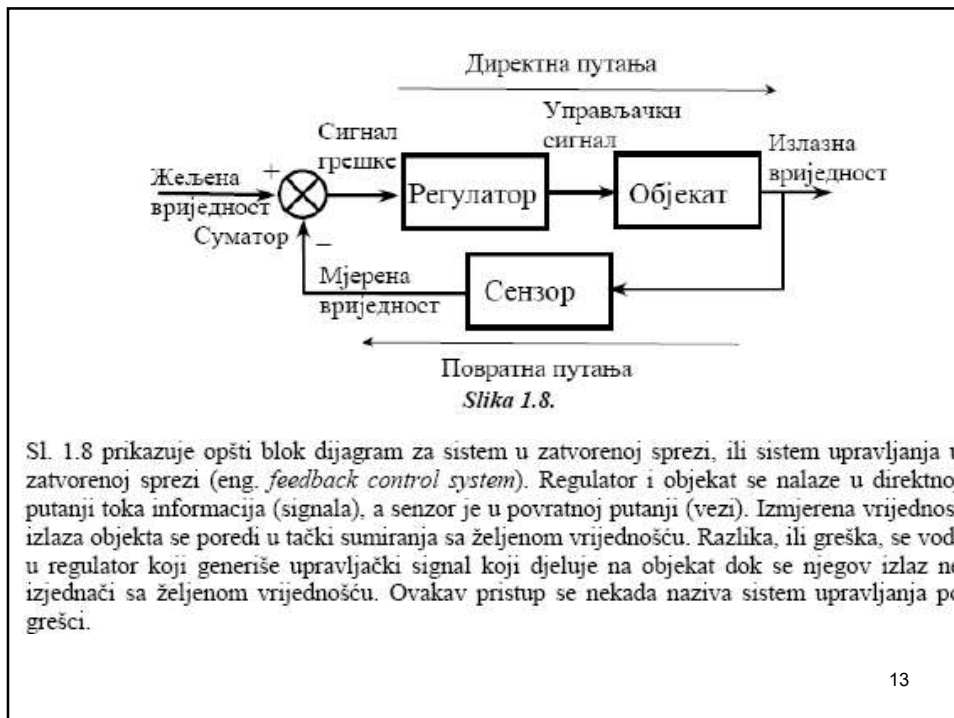 Директна путања
Управљачки
сигнал
Сигнал
грешке
Излазна
вриједност
+
Жељена
вриједност
Регулатор
Објекат
Суматор
−
Мјерена
вриједност
Сензор
Повратна путања
Slika 1.8.
Sl. 1.8 prikazuje opšti blok dijagram za sistem u zatvorenoj sprezi, ili sistem upravljanja u
zatvorenoj sprezi (eng. feedback control system). Regulator i objekat se nalaze u direktnoj
putanji toka informacija (signala), a senzor je u povratnoj putanji (vezi). Izmjerena vrijednos
izlaza objekta se poredi u tački sumiranja sa željenom vrijednošću. Razlika, ili greška, se vod
u regulator koji generiše upravljački signal koji djeluje na objekat dok se njegov izlaz ne
izjednači sa željenom vrijednošću. Ovakav pristup se nekada naziva sistem upravljanja po
grešci.
13